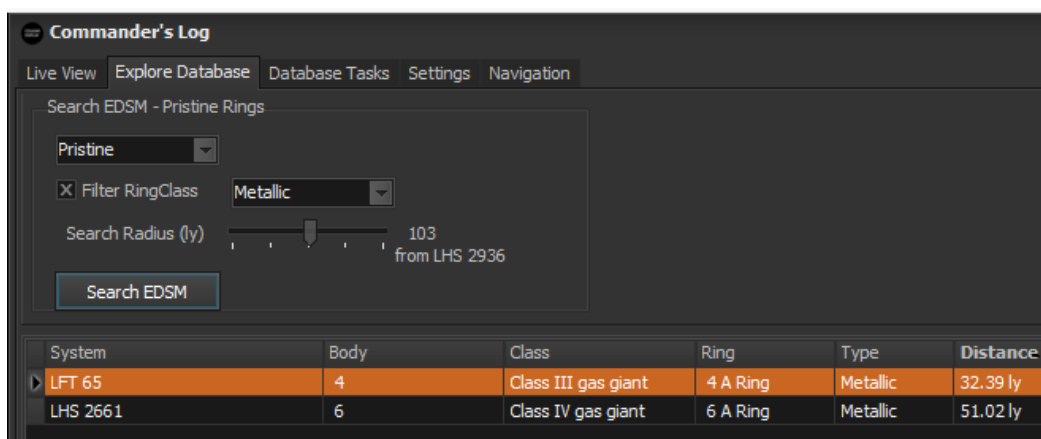 Commander's Log
Live View Explore Database Database Tasks Settings Navigation
Search EDSM - Pristine Rings
Pristine
X Filter RingClass Metallic
Search Radius (ly) 103
from LHS 2936
Search EDSM
System Body Class Ring Type Distance
LFT 65 4 Class III gas giant 4 A Ring Metallic 32.39 ly
LHS 2661 6 Class IV gas giant 6 A Ring Metallic 51.02 ly